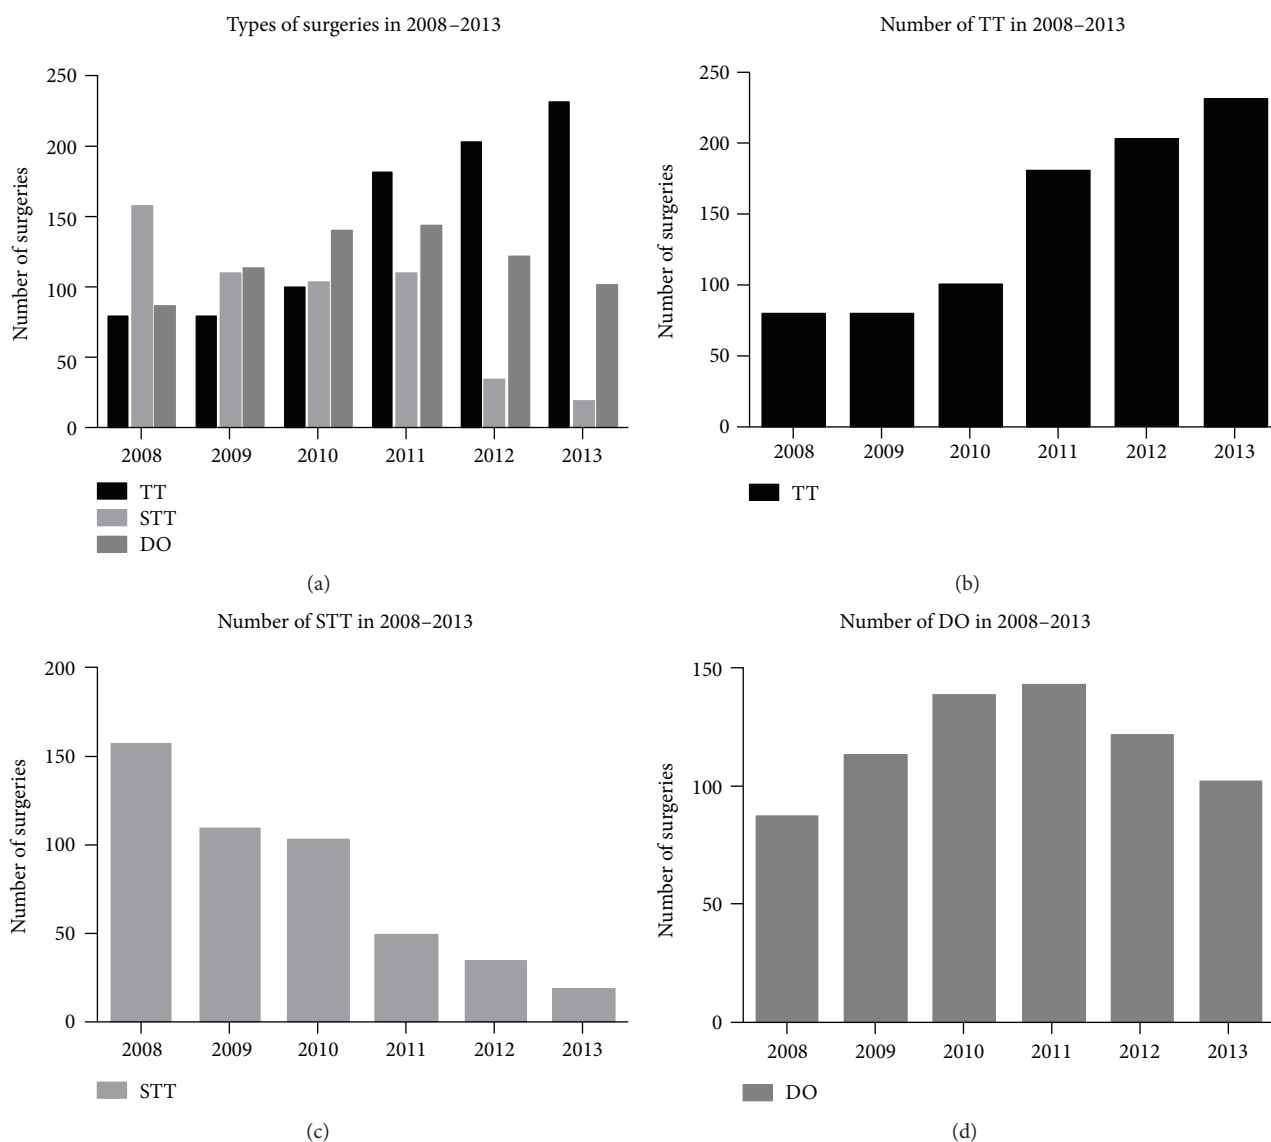 Types of surgeries in 2008–2013
Number of surgeries
250
200
150
100
50
0
2008 2009 2010 2011 2012 2013
TT
STT
DO
(a)
Number of TT in 2008–2013
Number of surgeries
250
200
150
100
50
0
2008 2009 2010 2011 2012 2013
TT
(b)
Number of STT in 2008–2013
Number of surgeries
200
150
100
50
0
2008 2009 2010 2011 2012 2013
STT
(c)
Number of DO in 2008–2013
Number of surgeries
150
100
50
0
2008 2009 2010 2011 2012 2013
DO
(d)